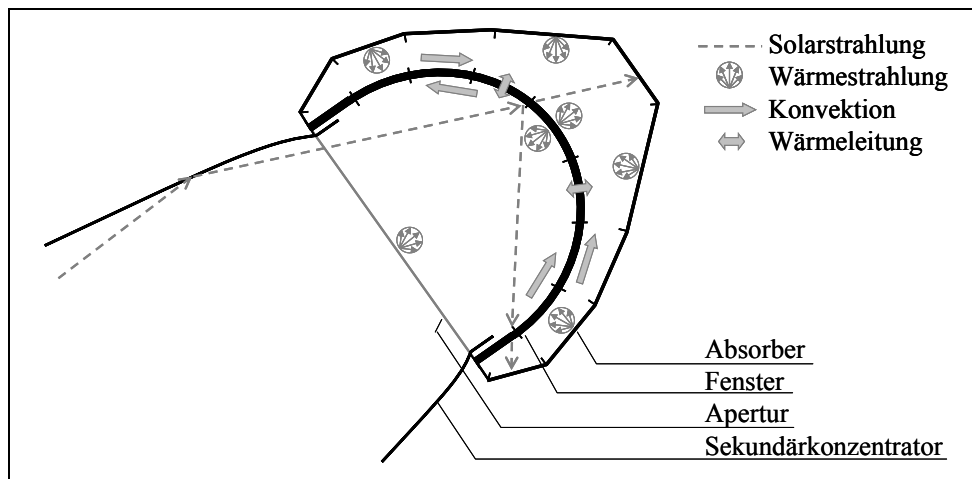 Solarstrahlung
Wärmestrahlung
Konvektion
Wärmeleitung
Absorber
Fenster
Apertur
Sekundärkonzentrator